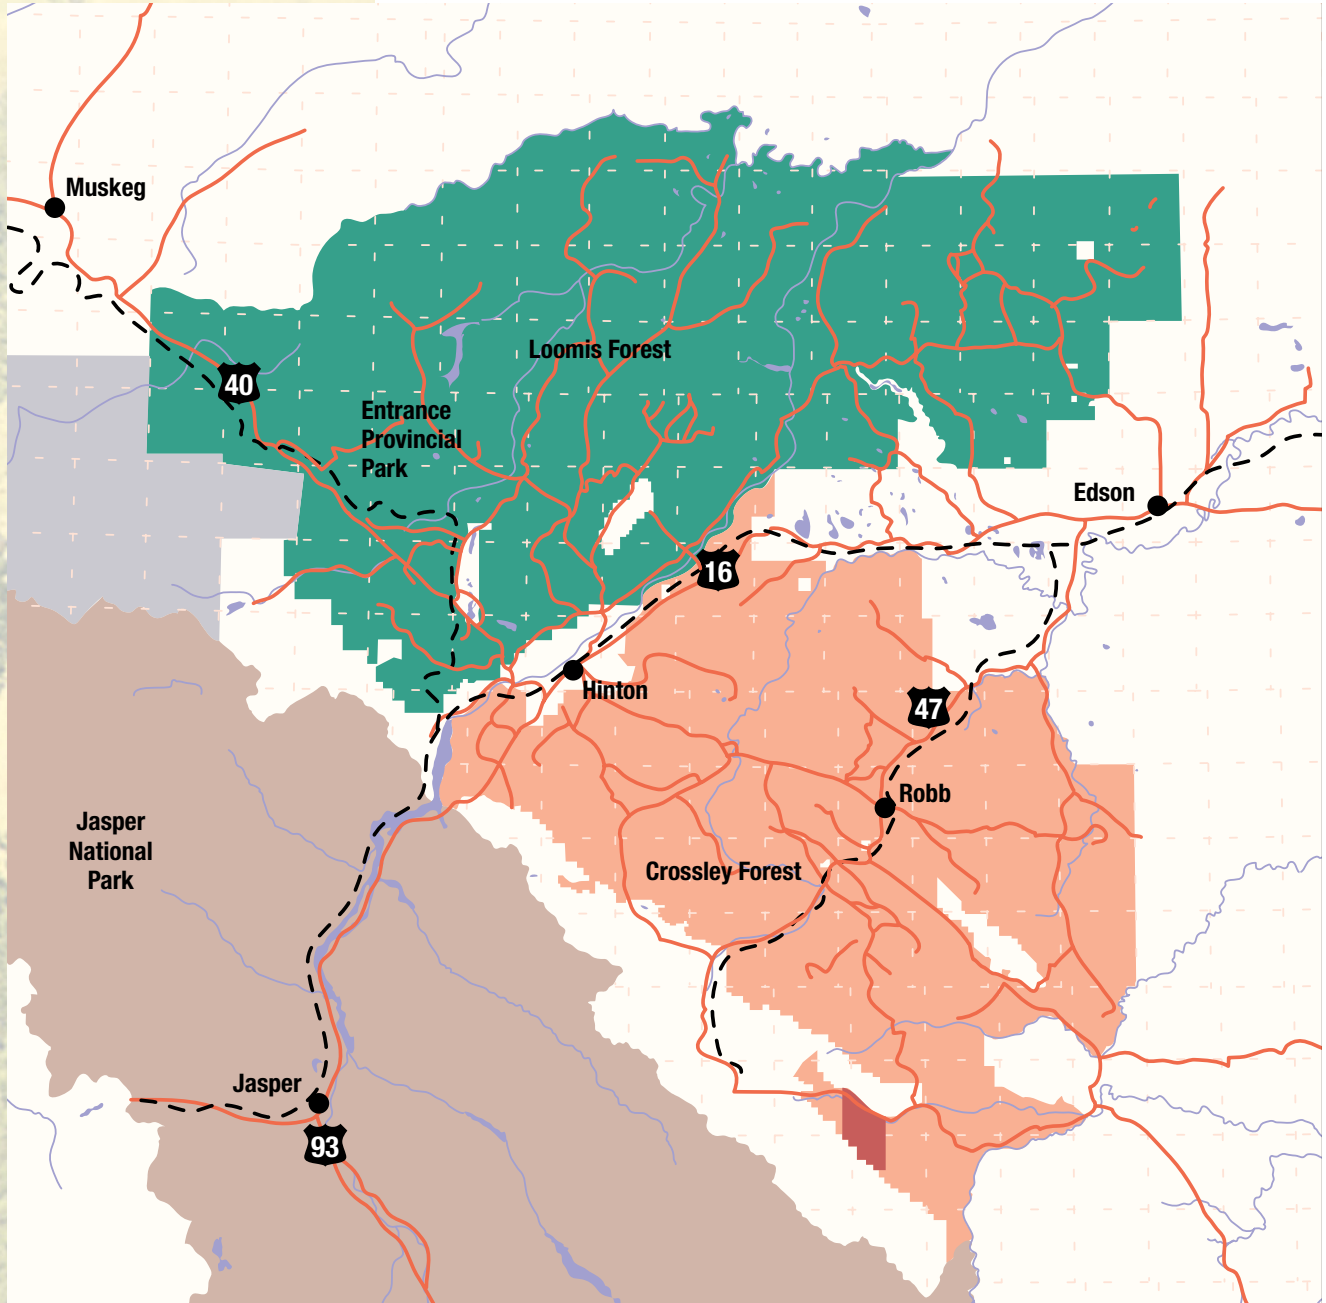 Muskeg
40
Loomis Forest
Entrance
Provincial
Park
Edson
16
Hinton
47
Robb
Jasper
National
Park
Crossley Forest
Jasper
93